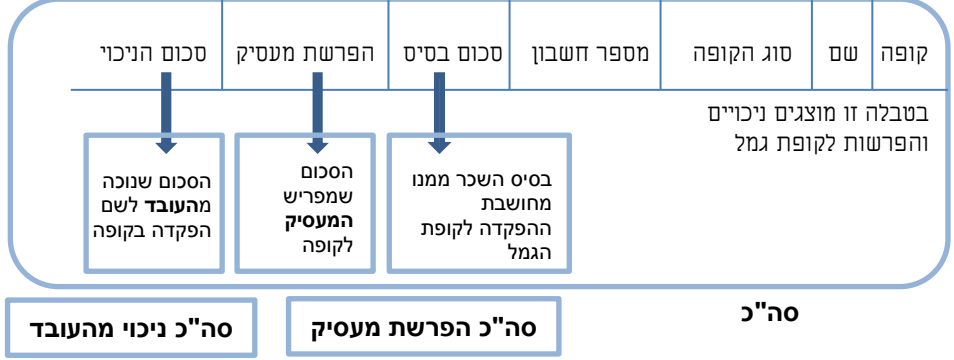 קופה שם סוג הקופה מספר חשבון סכום בסיס הפרשת מעסיק סכום הניכוי
בטבלה זו מוצגים ניכויים
והפרשות לקופת גמל
בסיס השכר ממנו
מחושבת
ההפקדה לקופת
הגמל
הסכום
שמפריש
המעסיק
לקופה
הסכום שנוכה
מהעובד לשם
הפקדה בקופה
סה"כ
סה"כ הפרשת מעסיק
סה"כ ניכוי מהעובד